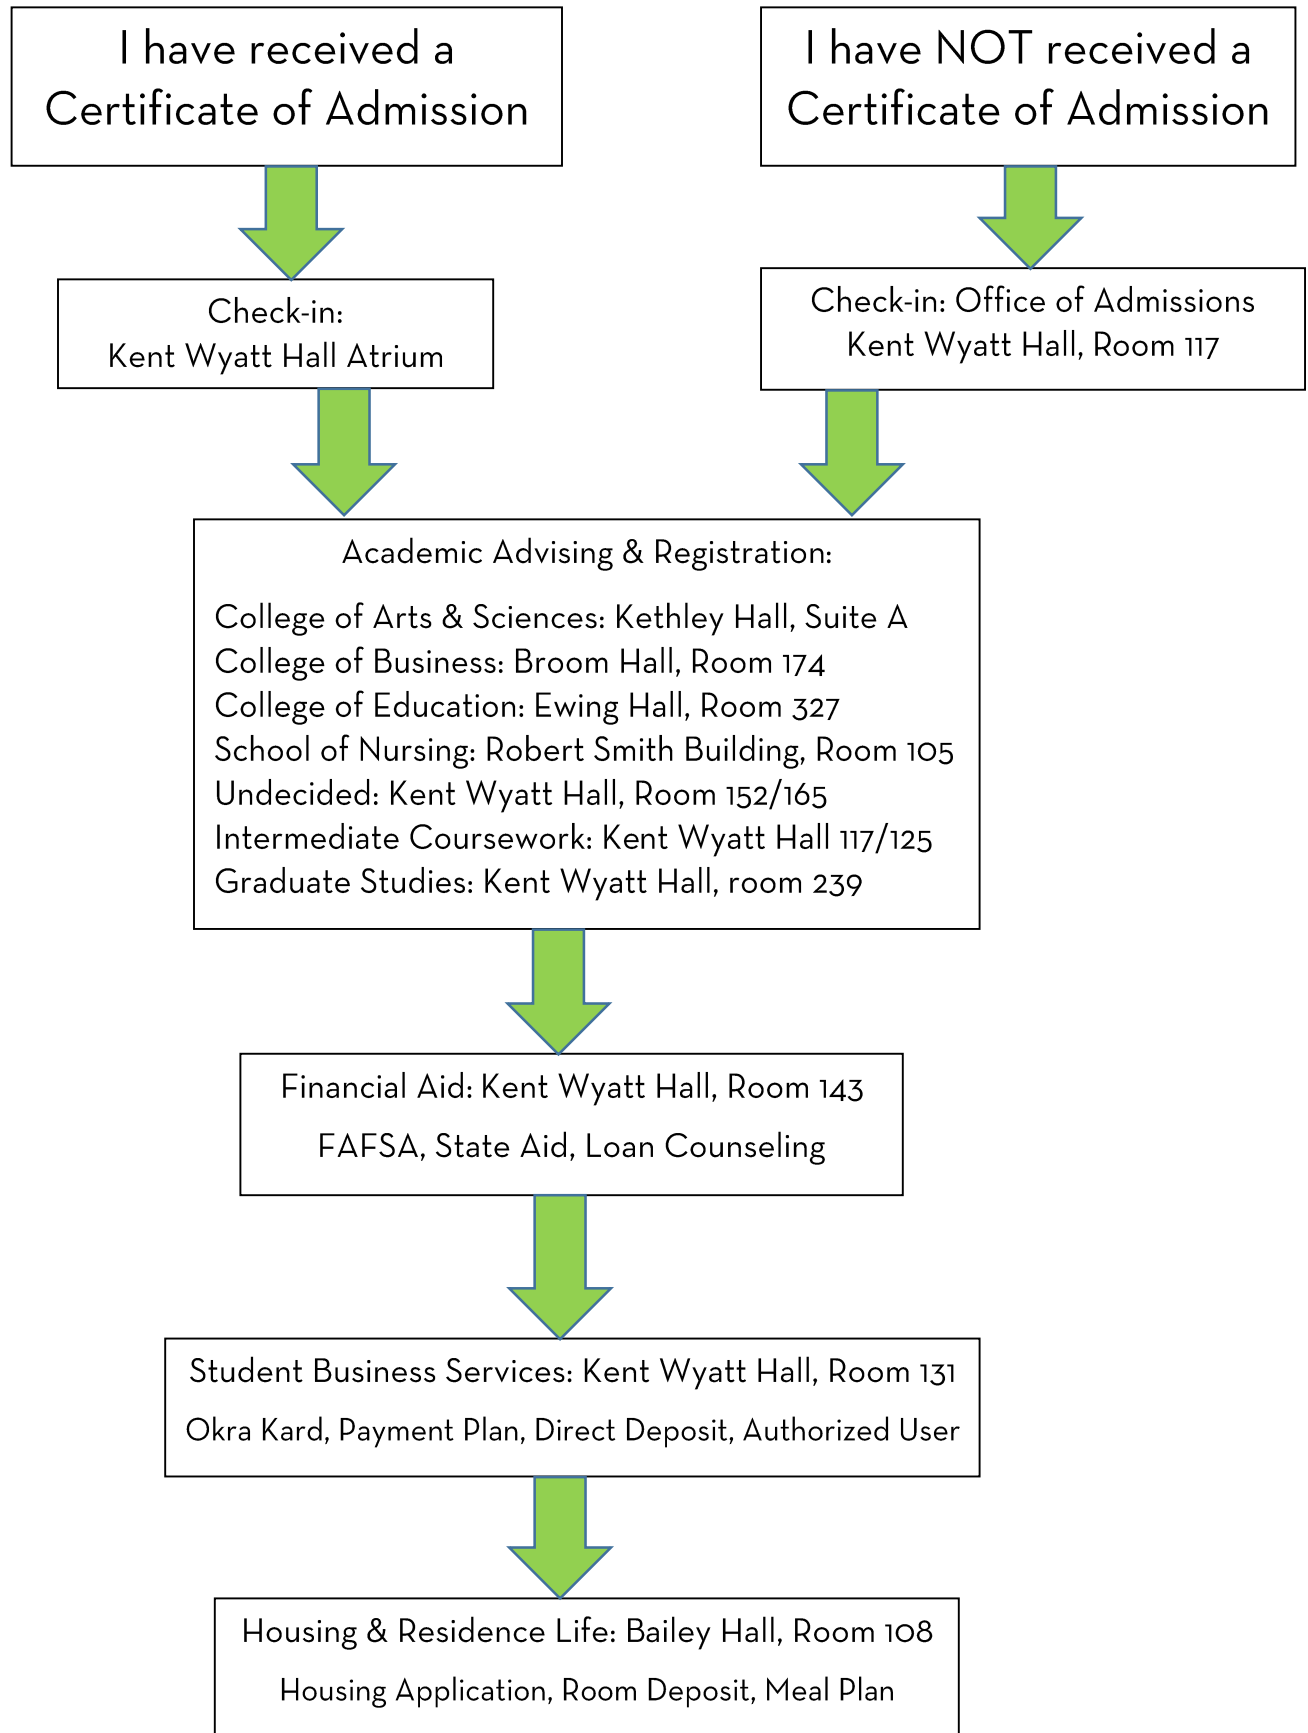 I have received a
Certificate of Admission
I have NOT received a
Certificate of Admission
Check-in:
Kent Wyatt Hall Atrium
Check-in: Office of Admissions
Kent Wyatt Hall, Room 117
Academic Advising & Registration:
College of Arts & Sciences: Kethley Hall, Suite A
College of Business: Broom Hall, Room 174
College of Education: Ewing Hall, Room 327
School of Nursing: Robert Smith Building, Room 105
Undecided: Kent Wyatt Hall, Room 152/165
Intermediate Coursework: Kent Wyatt Hall 117/125
Graduate Studies: Kent Wyatt Hall, room 239
Financial Aid: Kent Wyatt Hall, Room 143
FAFSA, State Aid, Loan Counseling
Student Business Services: Kent Wyatt Hall, Room 131
Okra Kard, Payment Plan, Direct Deposit, Authorized User
Housing & Residence Life: Bailey Hall, Room 108
Housing Application, Room Deposit, Meal Plan